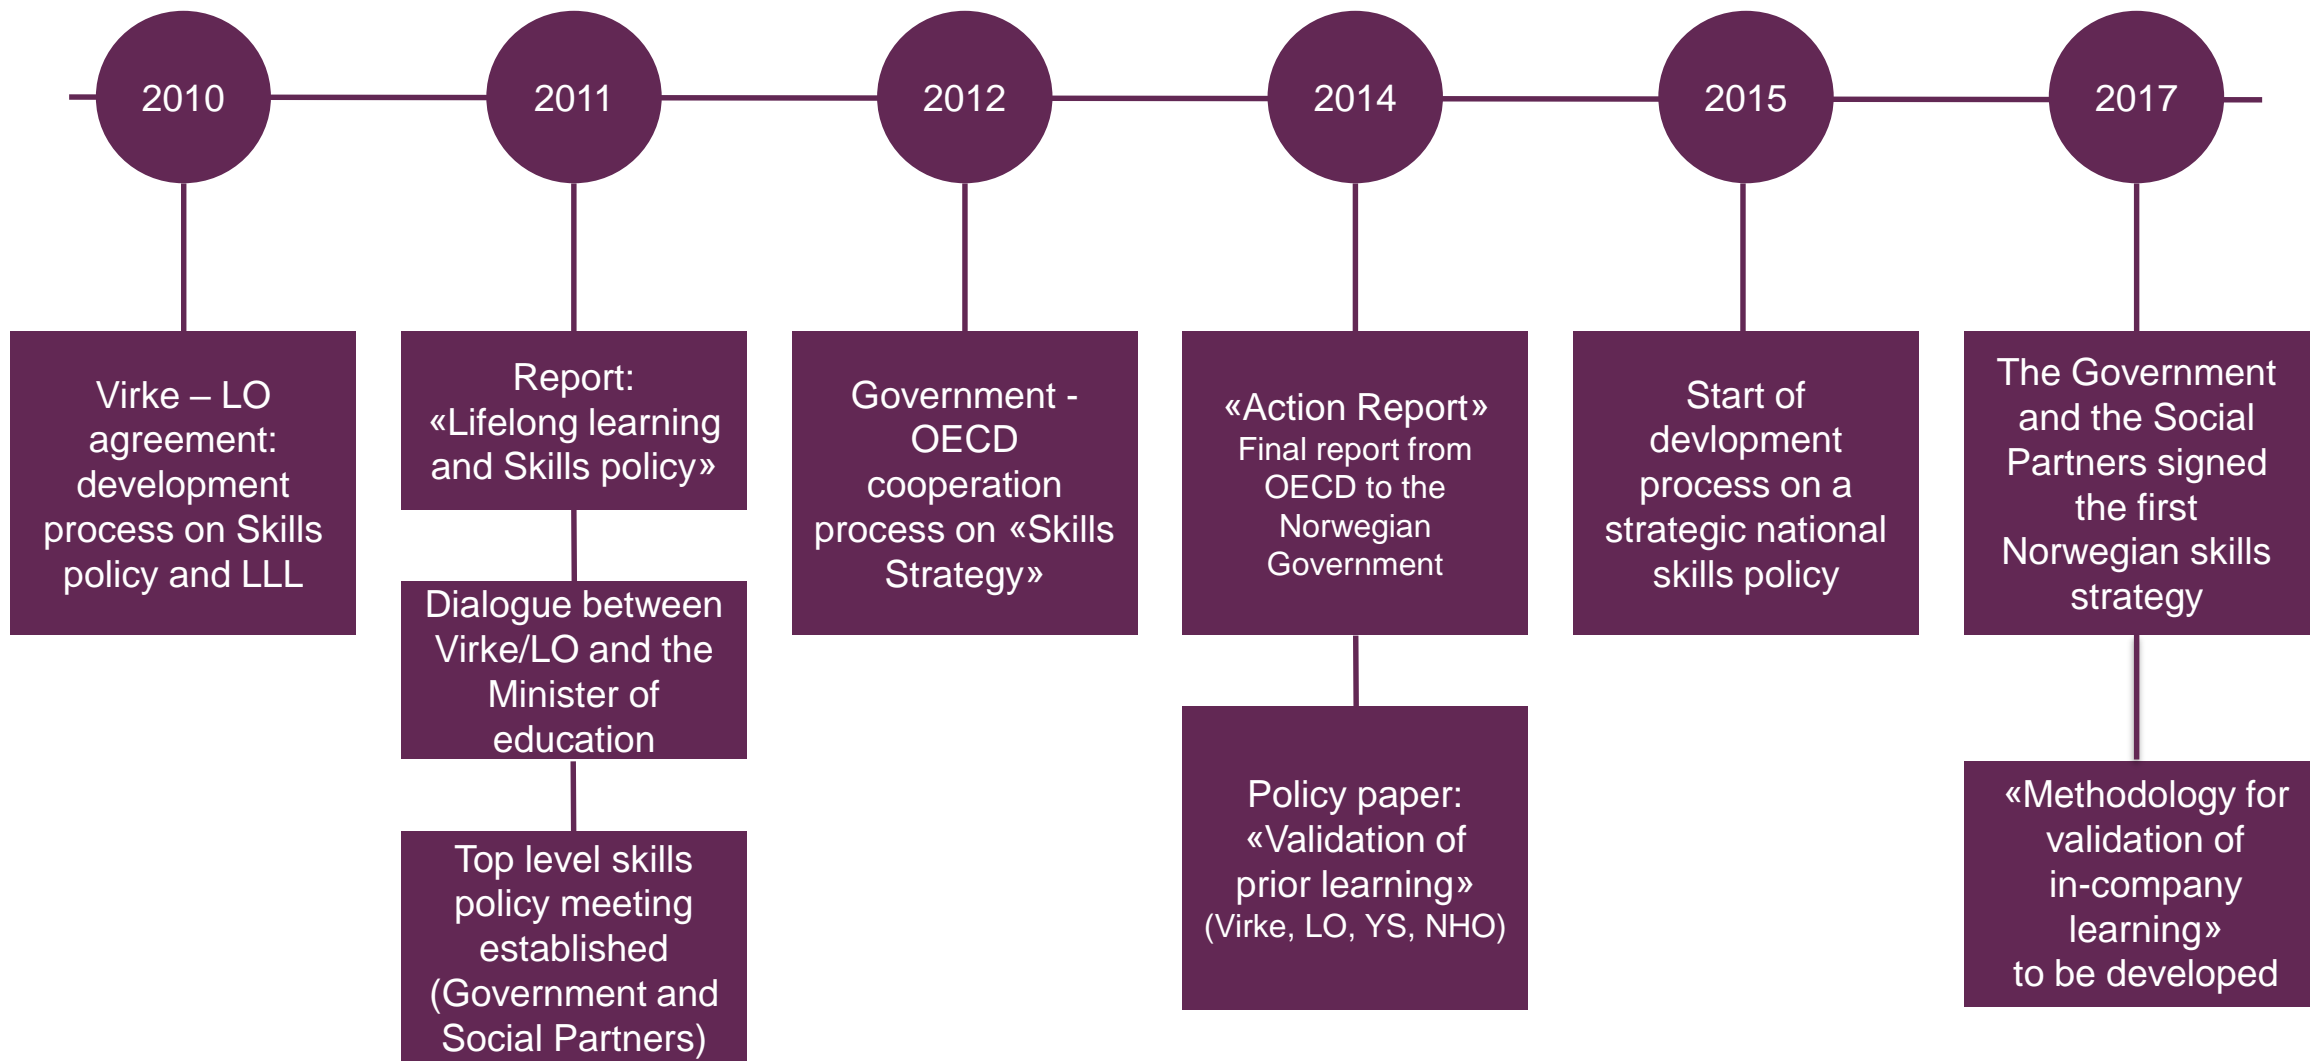 2010
2011
2012
2014
2015
2017
Virke – LO
agreement:
development
process on Skills
policy and LLL
Report:
«Lifelong learning
and Skills policy»
Dialogue between
Virke/LO and the
Minister of
education
Top level skills
policy meeting
established
(Government and
Social Partners)
Government -
OECD
cooperation
process on «Skills
Strategy»
«Action Report»
Final report from
OECD to the
Norwegian
Government
Policy paper:
«Validation of
prior learning»
(Virke, LO, YS, NHO)
Start of
devlopment
process on a
strategic national
skills policy
The Government
and the Social
Partners signed
the first
Norwegian skills
strategy
«Methodology for
validation of
in-company
learning»
to be developed